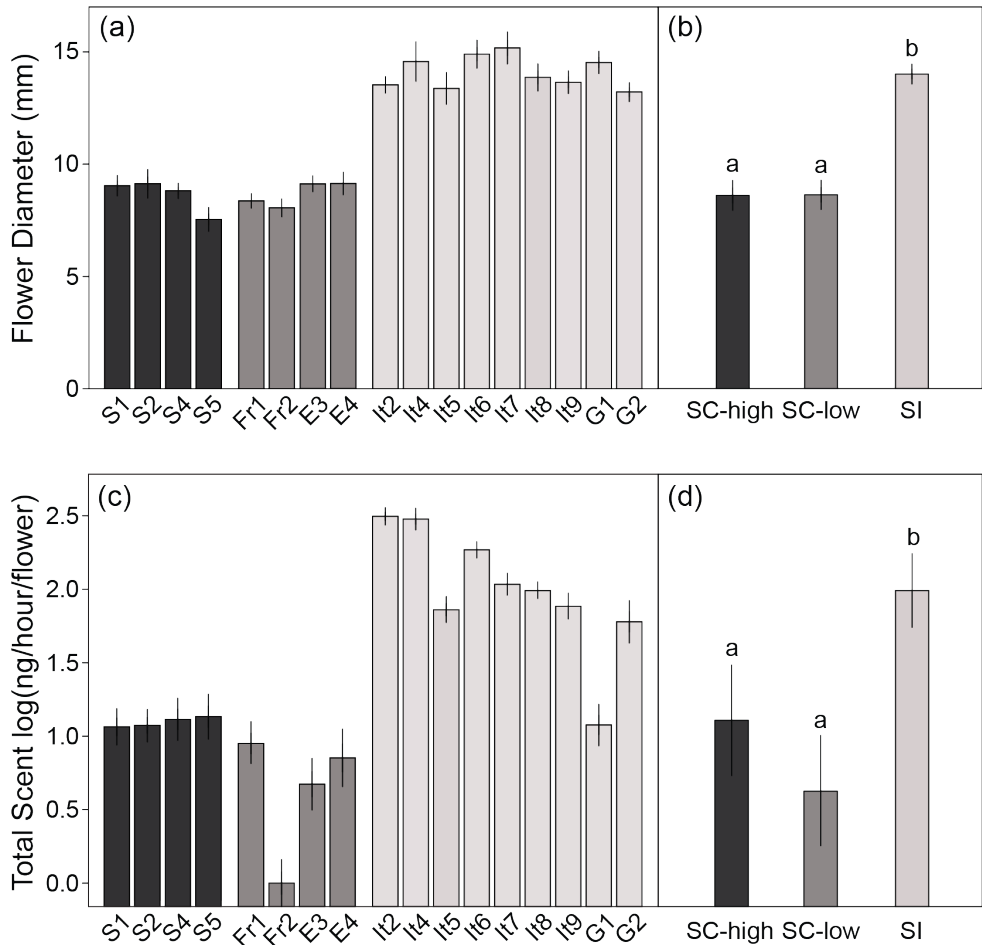 (a)
(b)
Flower Diameter (mm)
15
10
5
0
a
a
b
S1 S2 S4 S5 Fr1 Fr2 E3 E4 It2 It4 It5 It6 It7 It8 It9 G1 G2
SC-high SC-low SI
(c)
(d)
Total Scent log(ng/hour/flower)
2.5
2.0
1.5
1.0
0.5
0.0
a
a
b
S1 S2 S4 S5 Fr1 Fr2 E3 E4 It2 It4 It5 It6 It7 It8 It9 G1 G2
SC-high SC-low SI